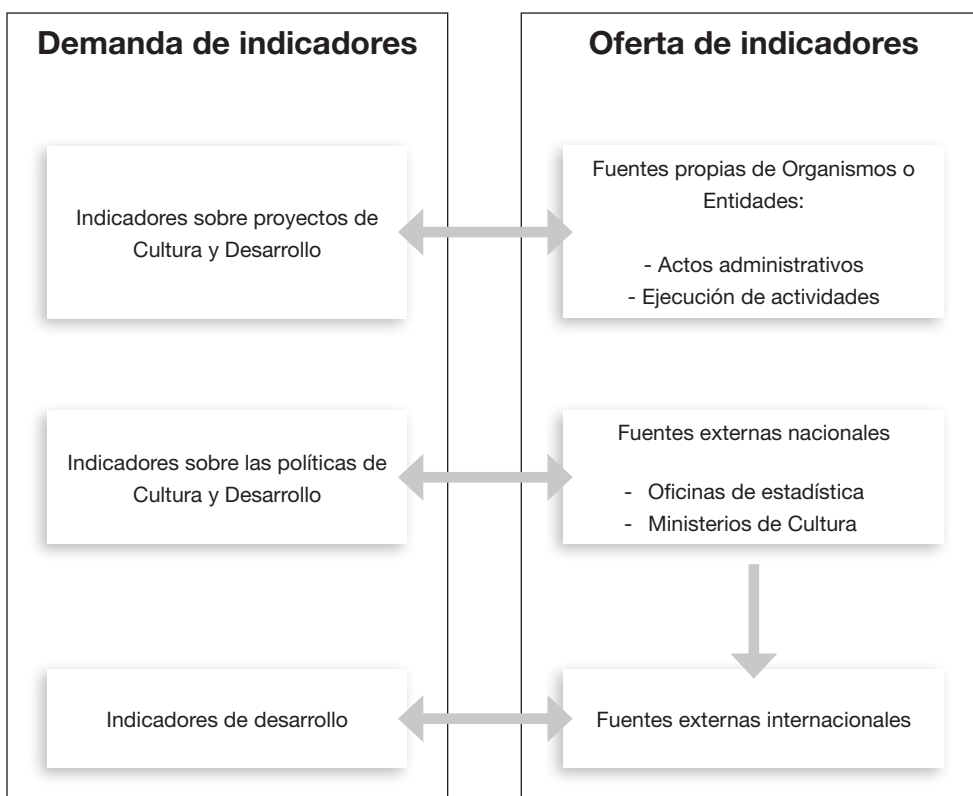 Demanda de indicadores
Indicadores sobre proyectos de
Cultura y Desarrollo
Indicadores sobre las políticas de
Cultura y Desarrollo
Indicadores de desarrollo
Oferta de indicadores
Fuentes propias de Organismos o
Entidades:
- Actos administrativos
- Ejecución de actividades
Fuentes externas nacionales
- Oficinas de estadística
- Ministerios de Cultura
Fuentes externas internacionales